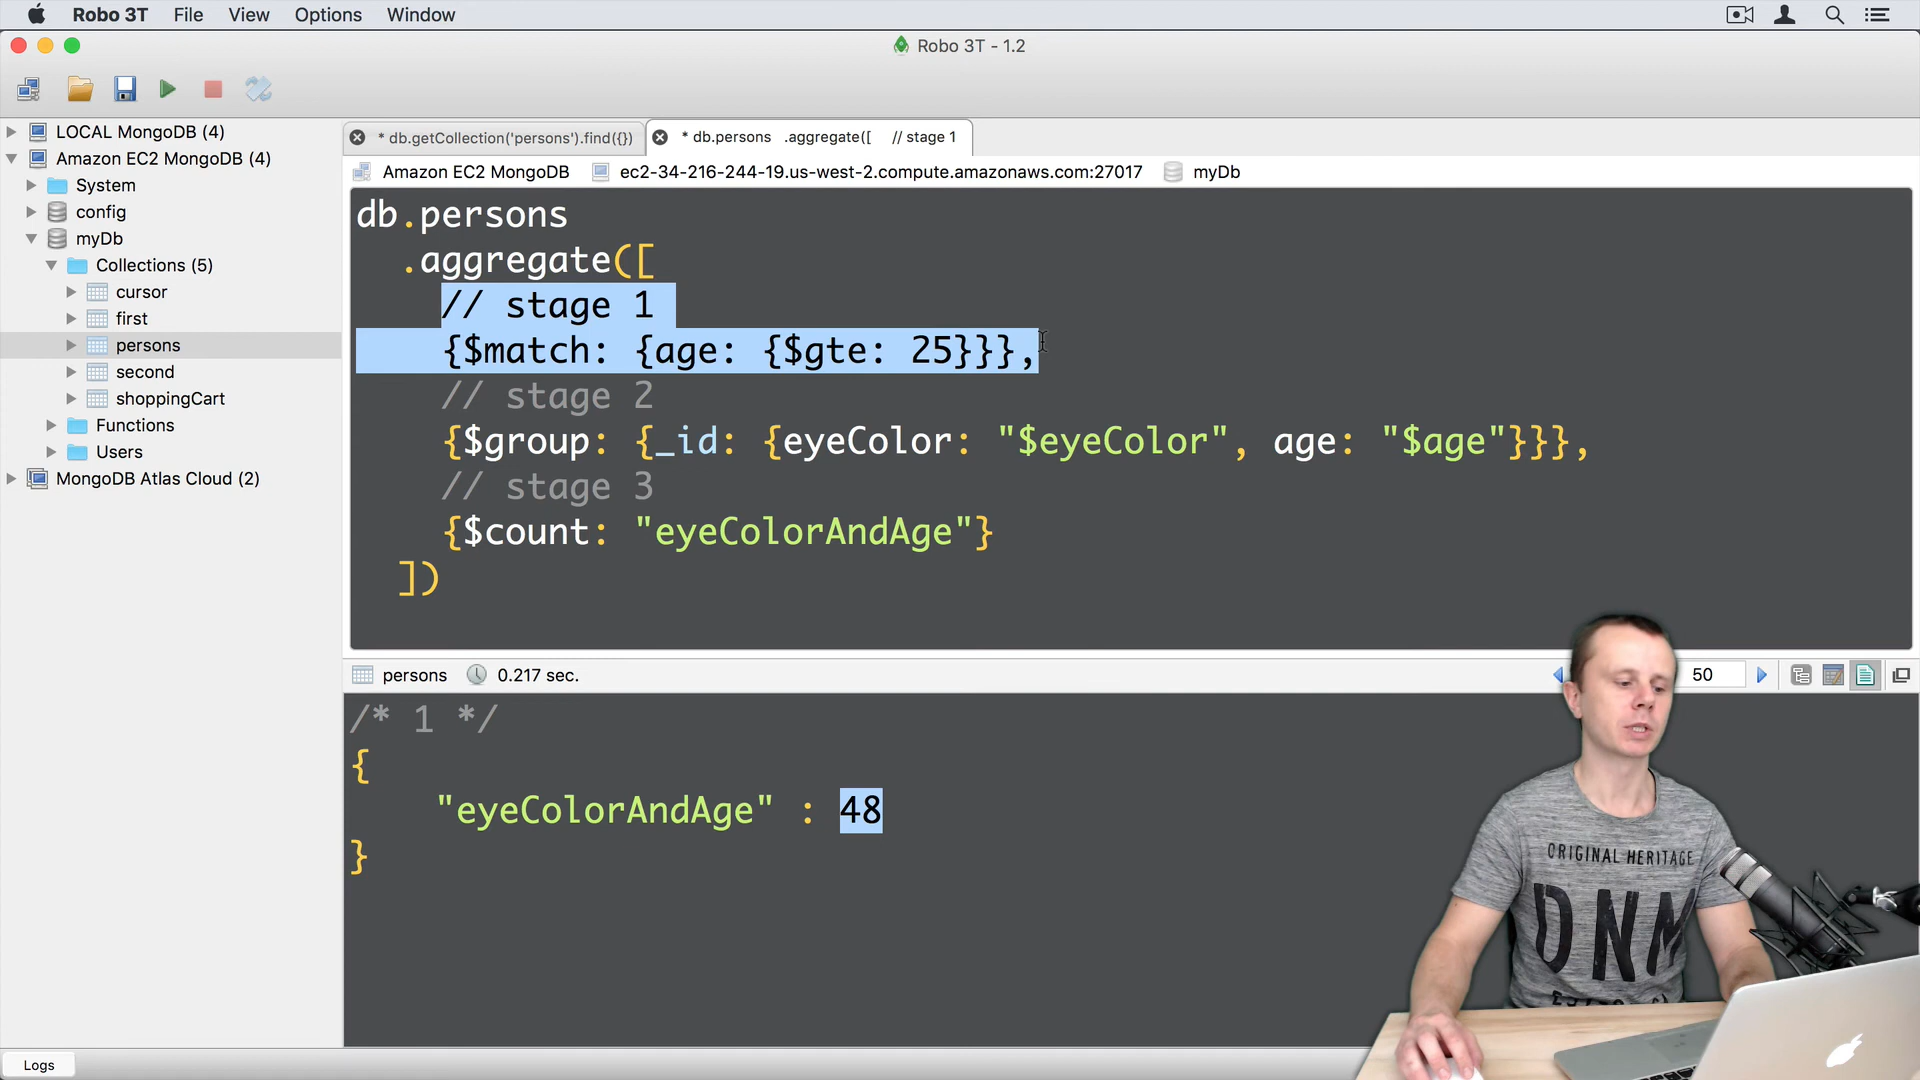 Robo 3T File View Options Window
Robo 3T - 1.2
LOCAL MongoDB (4)
Amazon EC2 MongoDB (4)
System
config
myDb
Collections (5)
cursor
first
persons
second
shoppingCart
Functions
Users
MongoDB Atlas Cloud (2)
* db.getCollection('persons').find({})
* db.persons .aggregate([ // stage 1
Amazon EC2 MongoDB ec2-34-216-244-19.us-west-2.compute.amazonaws.com:27017 myDb
db.persons
.aggregate([
// stage 1
{$match: {age: {$gte: 25}}},
// stage 2
{$group: {_id: {eyeColor: "$eyeColor", age: "$age"}}},
// stage 3
{$count: "eyeColorAndAge"}
])
persons 0.217 sec.
50
/* 1 */
{
"eyeColorAndAge" : 48
}
ORIGINAL HERITAGE
DNM
Logs